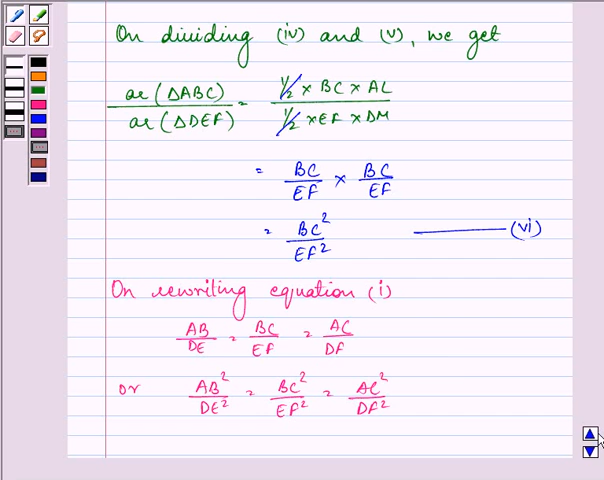 On dividing (iv) and (v), we get
ar (ΔABC) / ar (ΔDEF) = 1/2 × BC × AL / 1/2 × EF × DM
= BC/EF × BC/EF
= BC²/EF² ——— (vi)
On rewriting equation (i)
AB/DE = BC/EF = AC/DF
or AB²/DE² = BC²/EF² = AC²/DF²